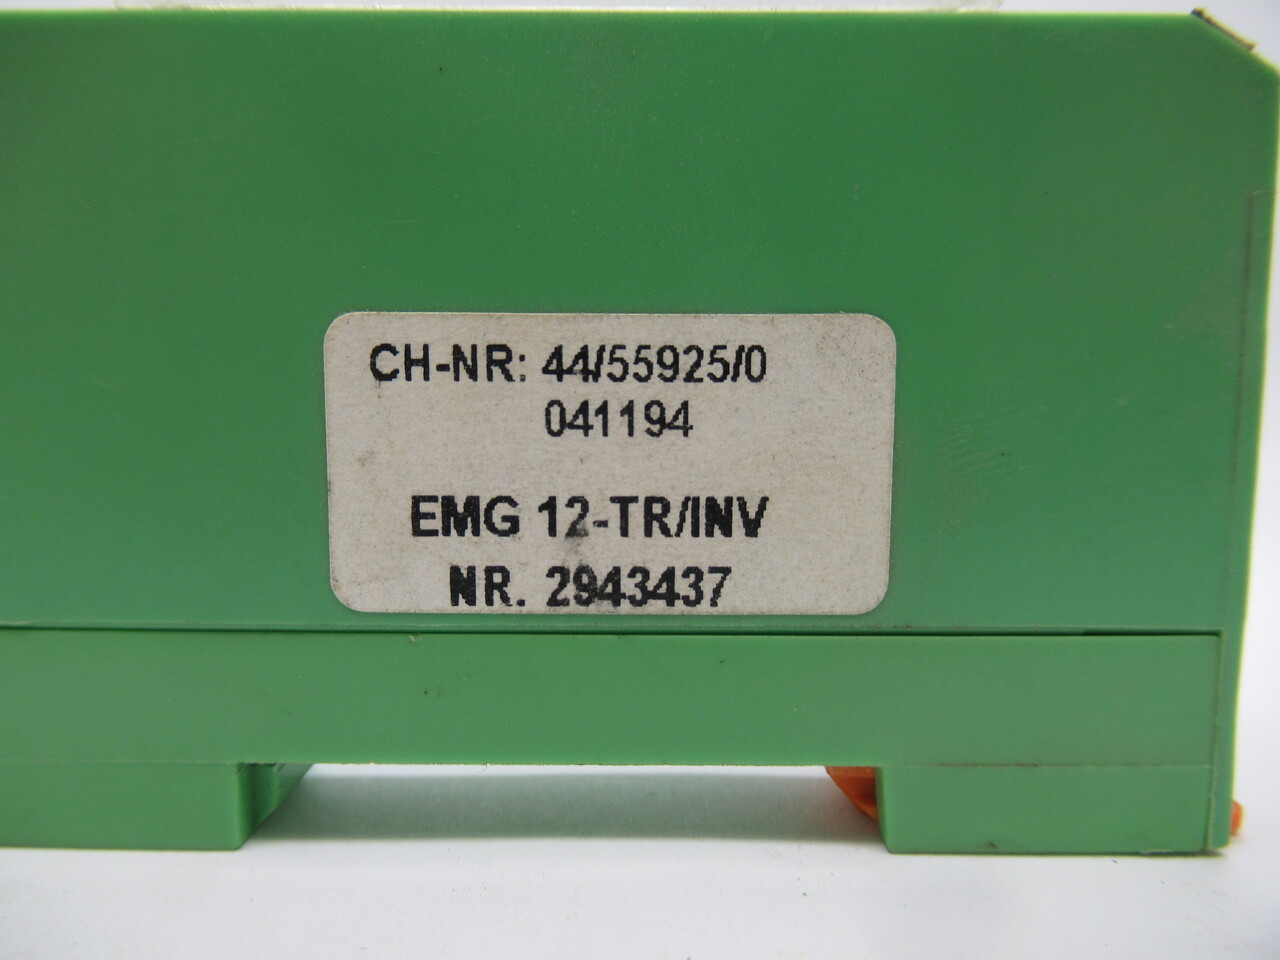 CH-NR: 44/55925/0
041194
EMG 12-TR/INV
NR. 2943437